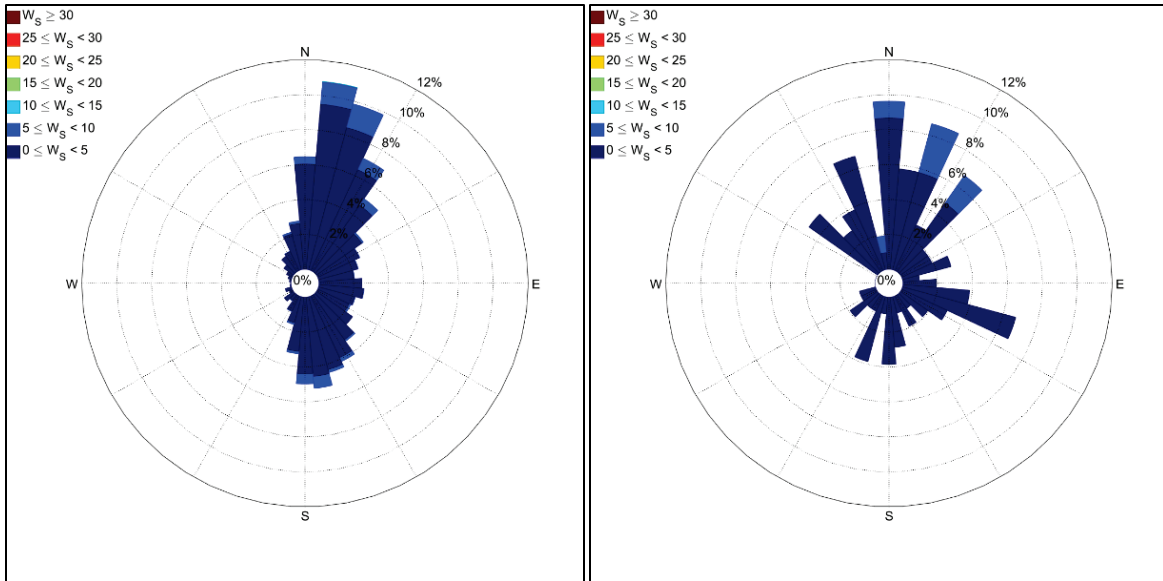 W_S ≥ 30
25 ≤ W_S < 30
20 ≤ W_S < 25
15 ≤ W_S < 20
10 ≤ W_S < 15
5 ≤ W_S < 10
0 ≤ W_S < 5
N
12%
10%
8%
6%
4%
2%
0%
W
E
S
W_S ≥ 30
25 ≤ W_S < 30
20 ≤ W_S < 25
15 ≤ W_S < 20
10 ≤ W_S < 15
5 ≤ W_S < 10
0 ≤ W_S < 5
N
12%
10%
8%
6%
4%
2%
0%
W
E
S